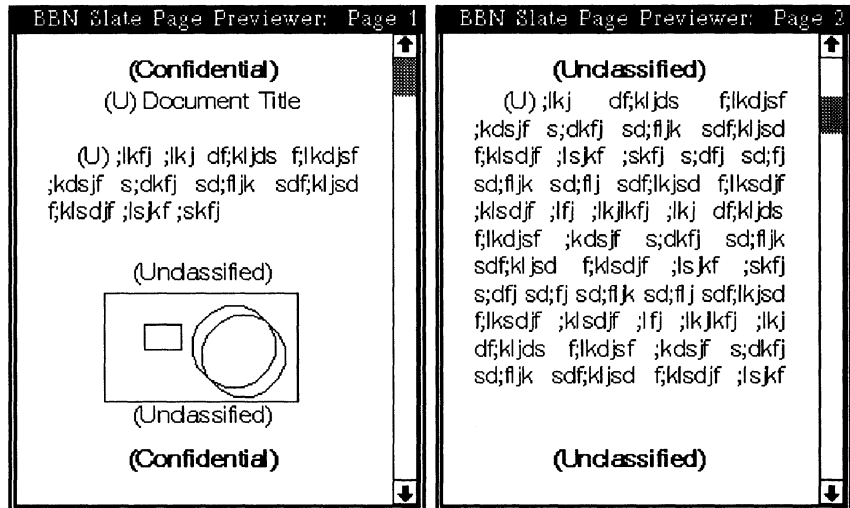 BBN Slate Page Previewer: Page 1
(Confidential)
(U) Document Title
(U) ;lkfj ;lkj df;kljds f;lkdjsf
;kdsjf s;dkfj sd;fljk sdf;kljsd
f;klsdjf ;lsjkf ;skfj
(Unclassified)
(Unclassified)
(Confidential)
BBN Slate Page Previewer: Page 2
(Unclassified)
(U) ;lkj df;kljds f;lkdjsf
;kdsjf s;dkfj sd;fljk sdf;kljsd
f;klsdjf ;lsjkf ;skfj s;dfj sd;fj
sd;fljk sd;flj sdf;lkjsd f;lksdjf
;klsdjf ;lfj ;lkjlkfj ;lkj df;kljds
f;lkdjsf ;kdsjf s;dkfj sd;fljk
sdf;kljsd f;klsdjf ;lsjkf ;skfj
s;dfj sd;fj sd;fljk sd;flj sdf;lkjsd
f;lksdjf ;klsdjf ;lfj ;lkjlkfj ;lkj
df;kljds f;lkdjsf ;kdsjf s;dkfj
sd;fljk sdf;kljsd f;klsdjf ;lsjkf
(Unclassified)